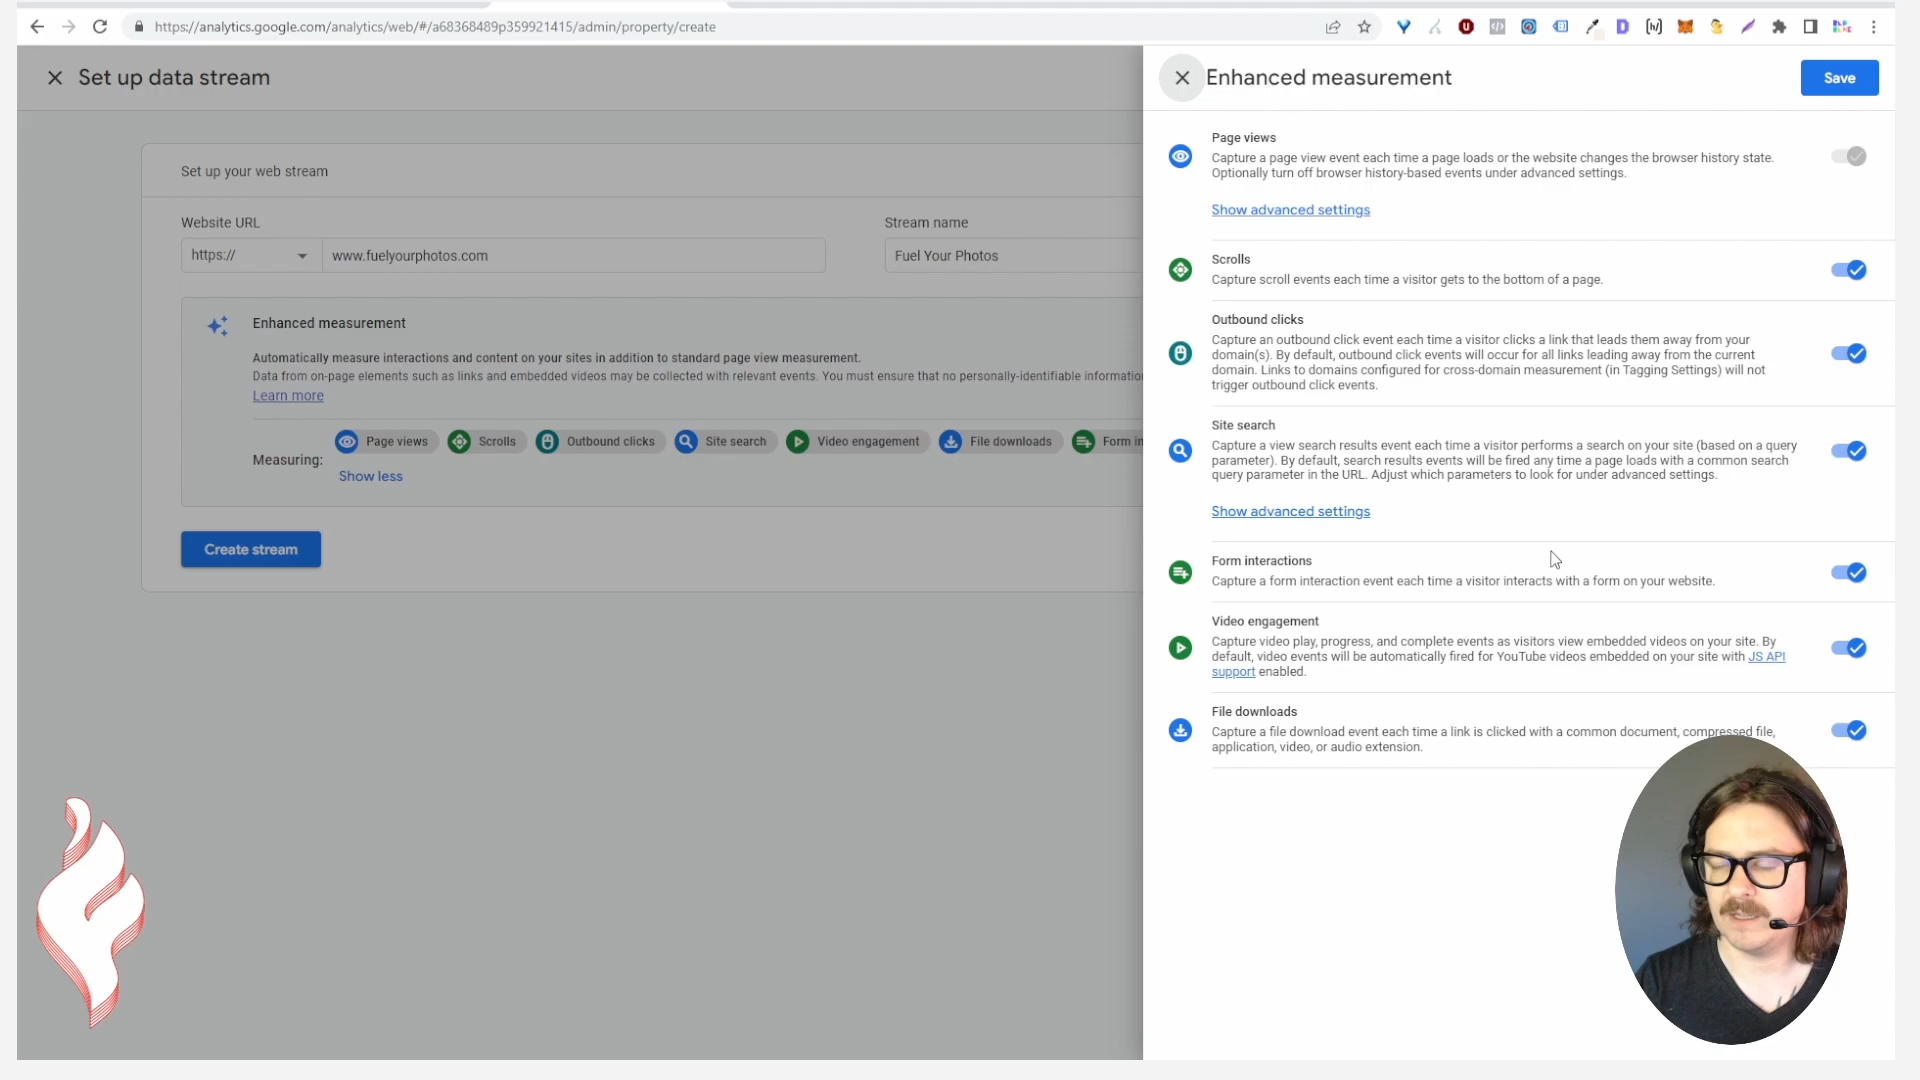 https://analytics.google.com/analytics/web/#/a68368489p359921415/admin/property/create
Set up data stream
Set up your web stream
Website URL
Stream name
https://
www.fuelyourphotos.com
Fuel Your Photos
Enhanced measurement
Automatically measure interactions and content on your sites in addition to standard page view measurement.
Data from on-page elements such as links and embedded videos may be collected with relevant events. You must ensure that no personally-identifiable informatio
Learn more
Measuring:
Page views
Scrolls
Outbound clicks
Site search
Video engagement
File downloads
Form in
Show less
Create stream
Enhanced measurement
Save
Page views
Capture a page view event each time a page loads or the website changes the browser history state.
Optionally turn off browser history-based events under advanced settings.
Show advanced settings
Scrolls
Capture scroll events each time a visitor gets to the bottom of a page.
Outbound clicks
Capture an outbound click event each time a visitor clicks a link that leads them away from your
domain(s). By default, outbound click events will occur for all links leading away from the current
domain. Links to domains configured for cross-domain measurement (in Tagging Settings) will not
trigger outbound click events.
Site search
Capture a view search results event each time a visitor performs a search on your site (based on a query
parameter). By default, search results events will be fired any time a page loads with a common search
query parameter in the URL. Adjust which parameters to look for under advanced settings.
Show advanced settings
Form interactions
Capture a form interaction event each time a visitor interacts with a form on your website.
Video engagement
Capture video play, progress, and complete events as visitors view embedded videos on your site. By
default, video events will be automatically fired for YouTube videos embedded on your site with JS API
support enabled.
File downloads
Capture a file download event each time a link is clicked with a common document, compressed file,
application, video, or audio extension.